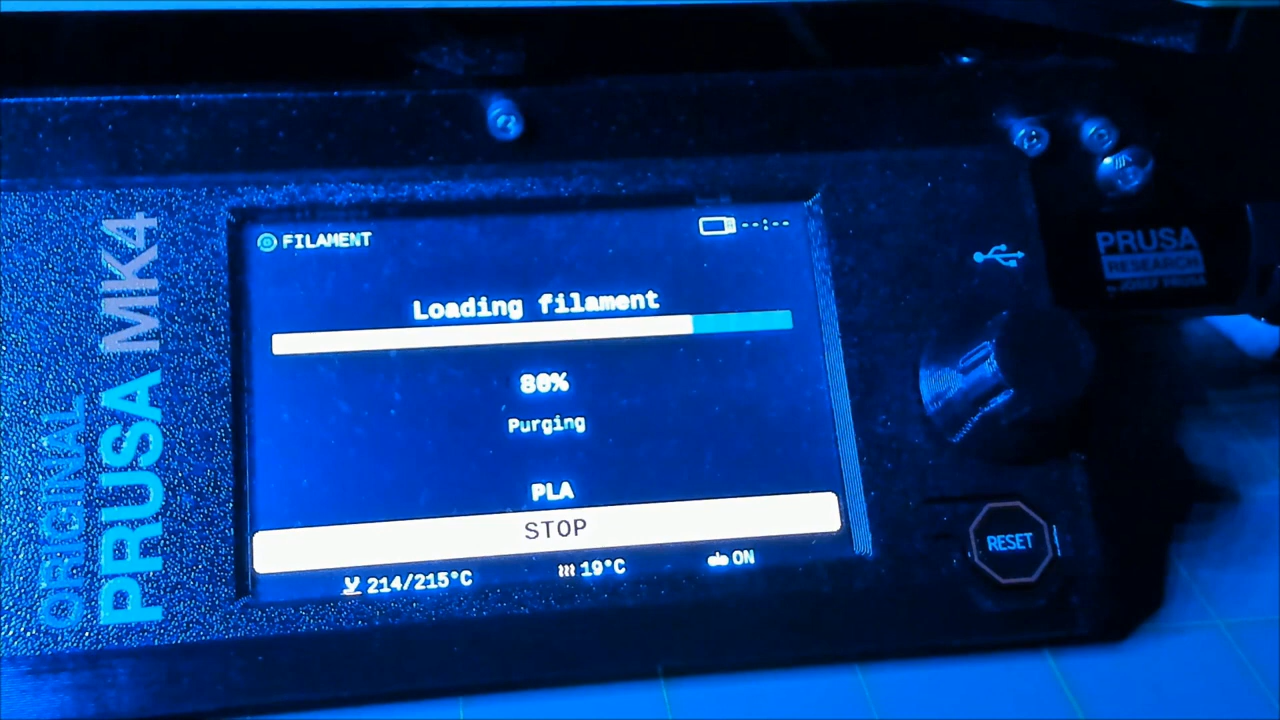 ORIGINAL
PRUSA MK4
FILAMENT
--:--
Loading filament
80%
Purging
PLA
STOP
214/215°C
19°C
ON
PRUSA
RESEARCH
by JOSEF PRUSA
RESET